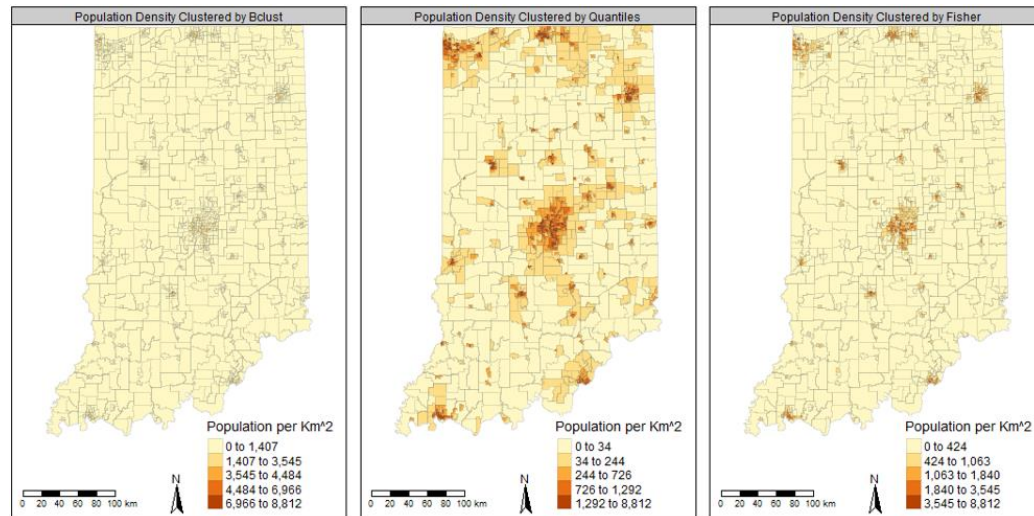 Population Density Clustered by Bclust
Population per Km^2
0 to 1,407
1,407 to 3,545
3,545 to 4,484
4,484 to 6,966
6,966 to 8,812
N
0 20 40 60 80 100 km
Population Density Clustered by Quantiles
Population per Km^2
0 to 34
34 to 244
244 to 726
726 to 1,292
1,292 to 8,812
N
0 20 40 60 80 100 km
Population Density Clustered by Fisher
Population per Km^2
0 to 424
424 to 1,063
1,063 to 1,840
1,840 to 3,545
3,545 to 8,812
N
0 20 40 60 80 100 km